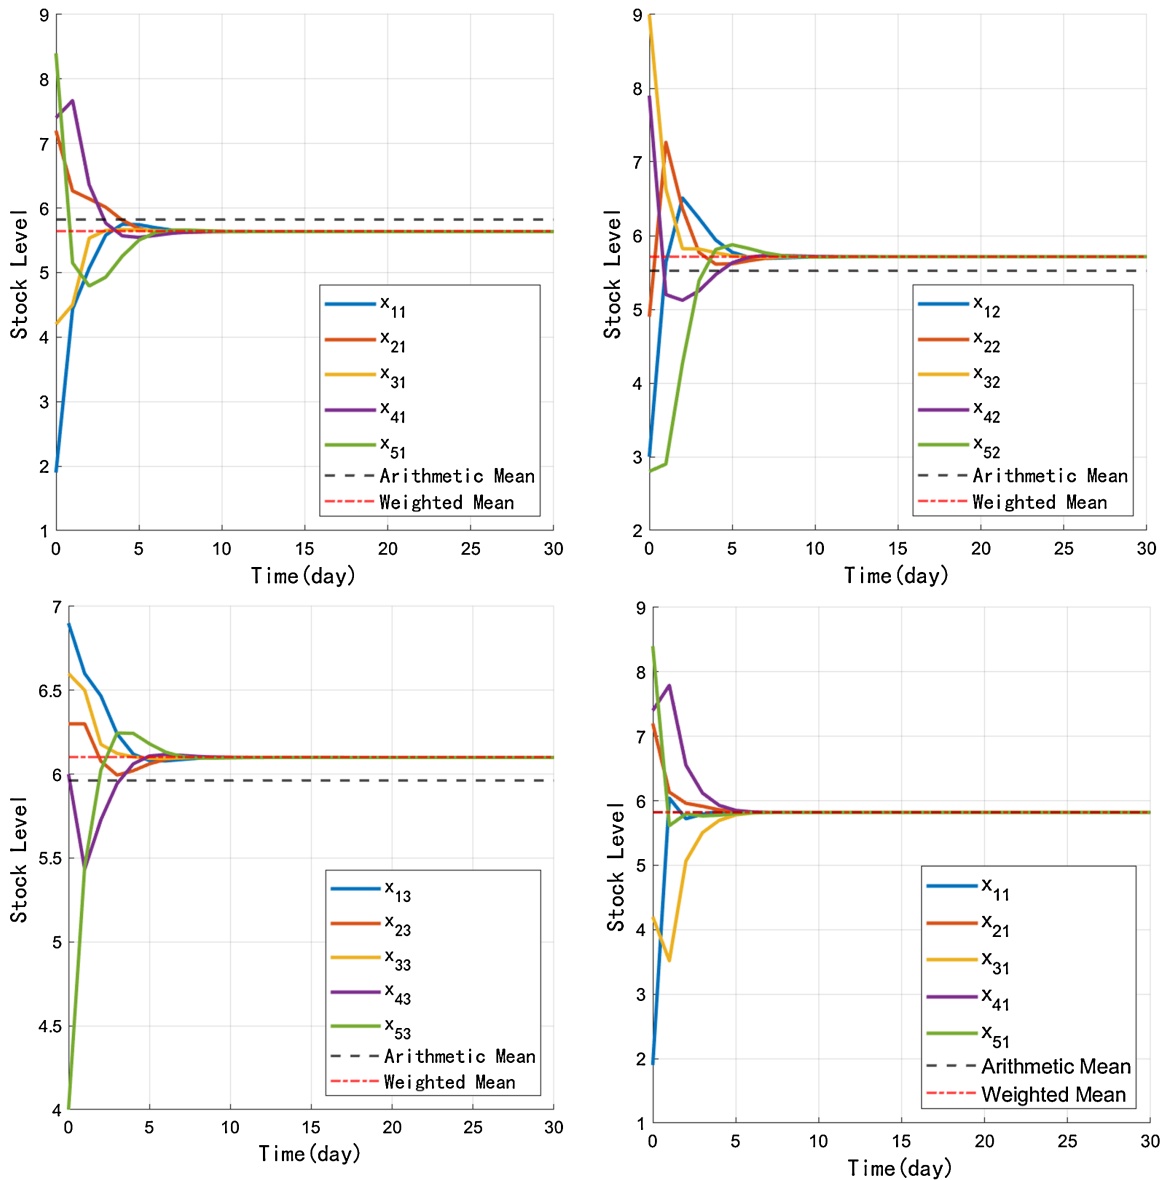 9
8
7
6
5
4
3
2
1
Stock Level
0 5 10 15 20 25 30
Time(day)
x11
x21
x31
x41
x51
Arithmetic Mean
Weighted Mean
9
8
7
6
5
4
3
2
Stock Level
0 5 10 15 20 25 30
Time(day)
x12
x22
x32
x42
x52
Arithmetic Mean
Weighted Mean
7
6.5
6
5.5
5
4.5
4
Stock Level
0 5 10 15 20 25 30
Time(day)
x13
x23
x33
x43
x53
Arithmetic Mean
Weighted Mean
9
8
7
6
5
4
3
2
1
Stock Level
0 5 10 15 20 25 30
Time(day)
x11
x21
x31
x41
x51
Arithmetic Mean
Weighted Mean